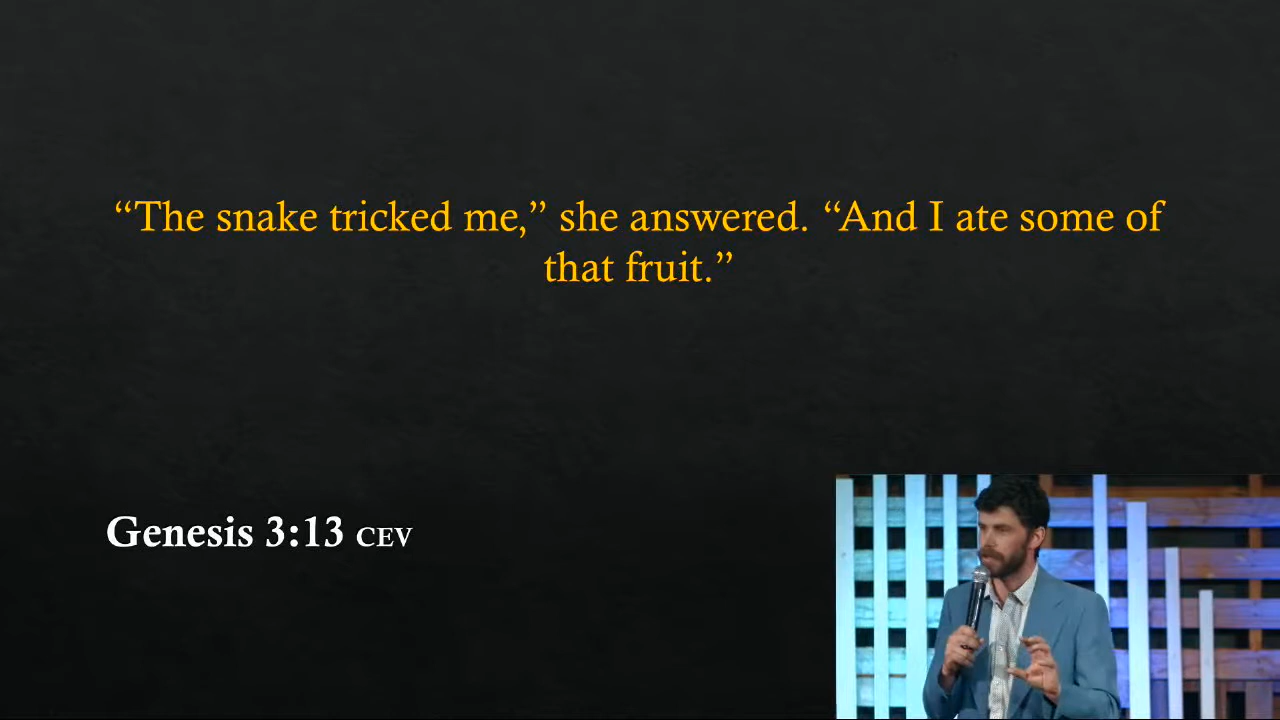 “The snake tricked me,” she answered. “And I ate some of
that fruit.”
Genesis 3:13 CEV